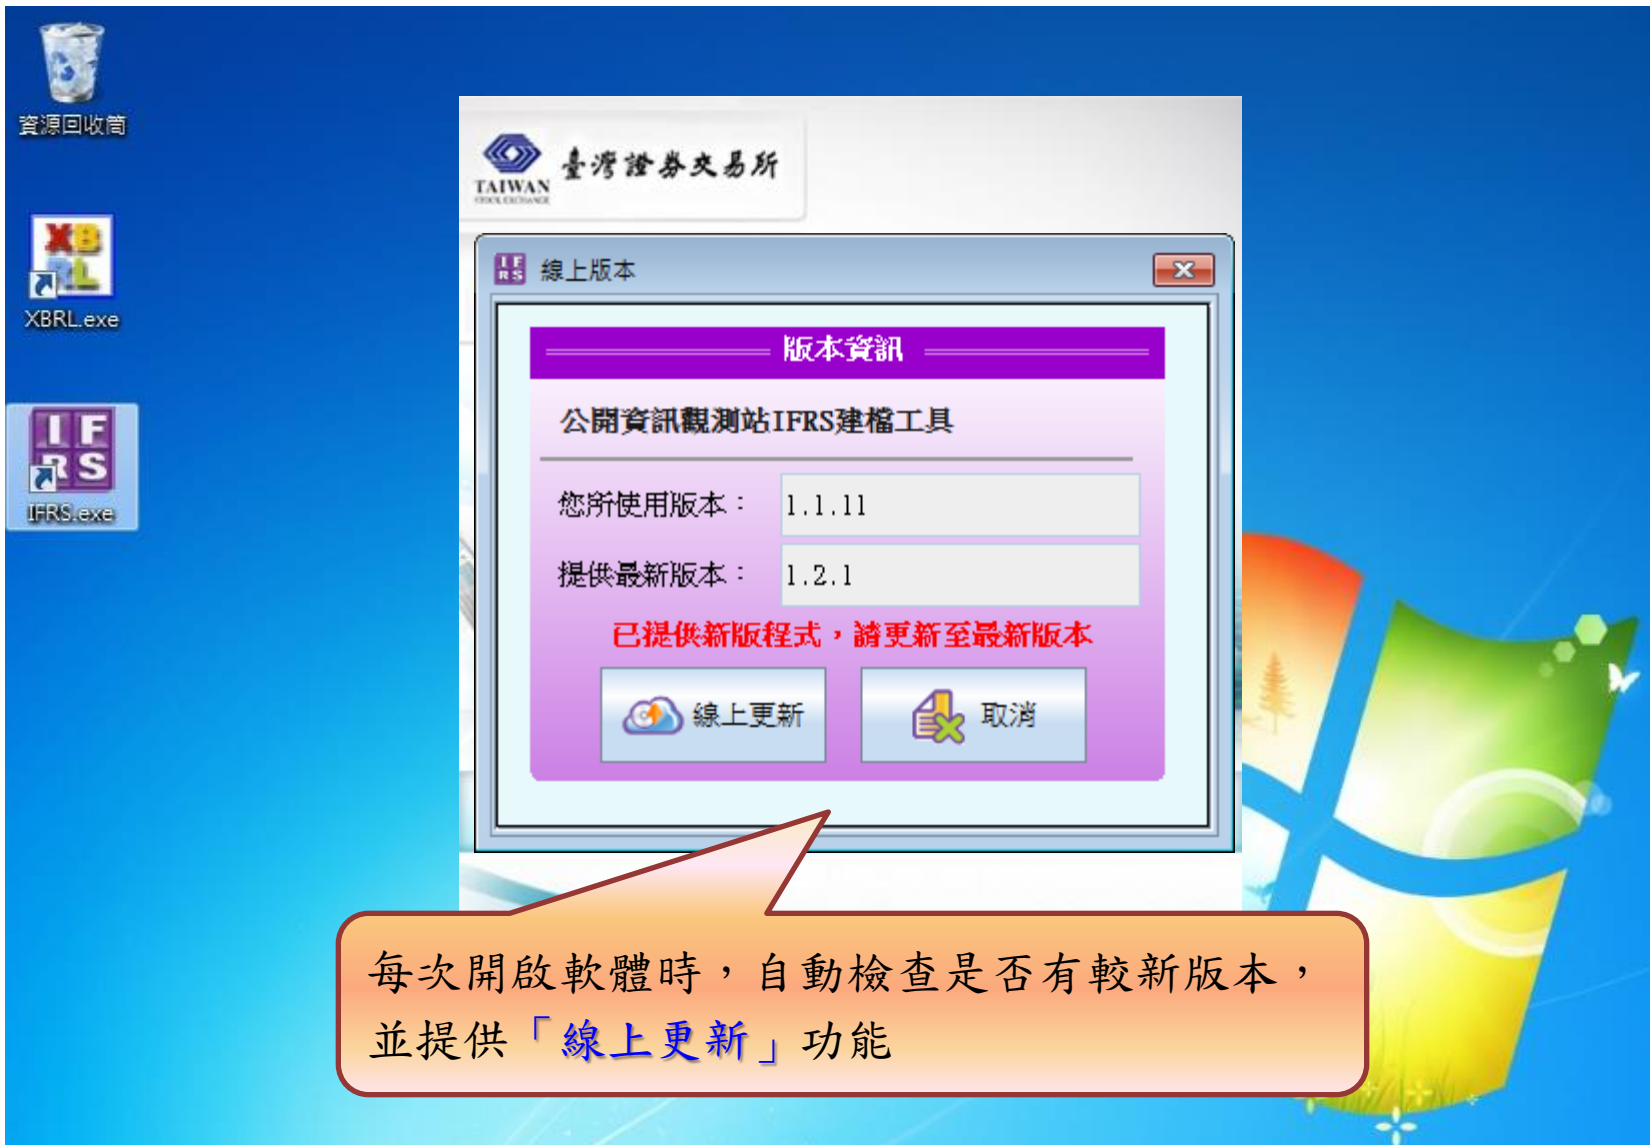 資源回收筒
XBRL.exe
IF
RS
IFRS.exe
TAIWAN
STOCK EXCHANGE
臺灣證券交易所
線上版本
版本資訊
公開資訊觀測站IFRS建檔工具
您所使用版本：
1.1.11
提供最新版本：
1.2.1
已提供新版程式，請更新至最新版本
線上更新
取消
每次開啟軟體時，自動檢查是否有較新版本，
並提供「線上更新」功能